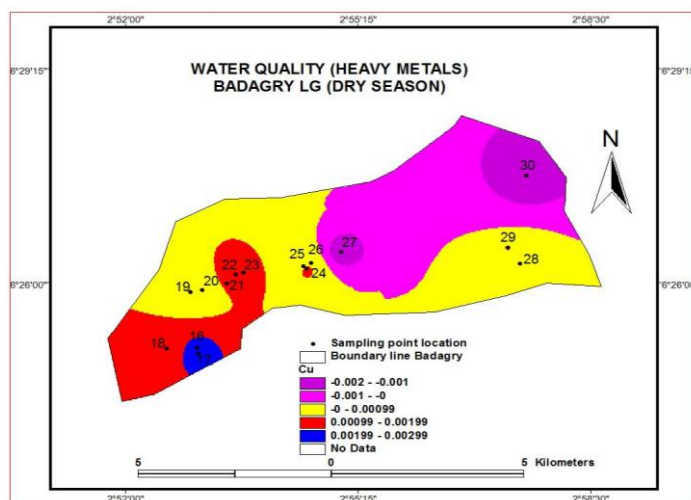 2°52'00" 2°55'15" 2°58'30"
6°29'15" 6°29'15"
WATER QUALITY (HEAVY METALS)
BADAGRY LG (DRY SEASON)
N
30
27
29
28
25 26
24
22 23
21
19 20
6°26'00" 6°26'00"
18 16
17
Sampling point location
Boundary line Badagry
Cu
-0.002 - -0.001
-0.001 - -0
-0 - 0.00099
0.00099 - 0.00199
0.00199 - 0.00299
No Data
5 0 5 Kilometers
2°52'00" 2°55'15" 2°58'30"